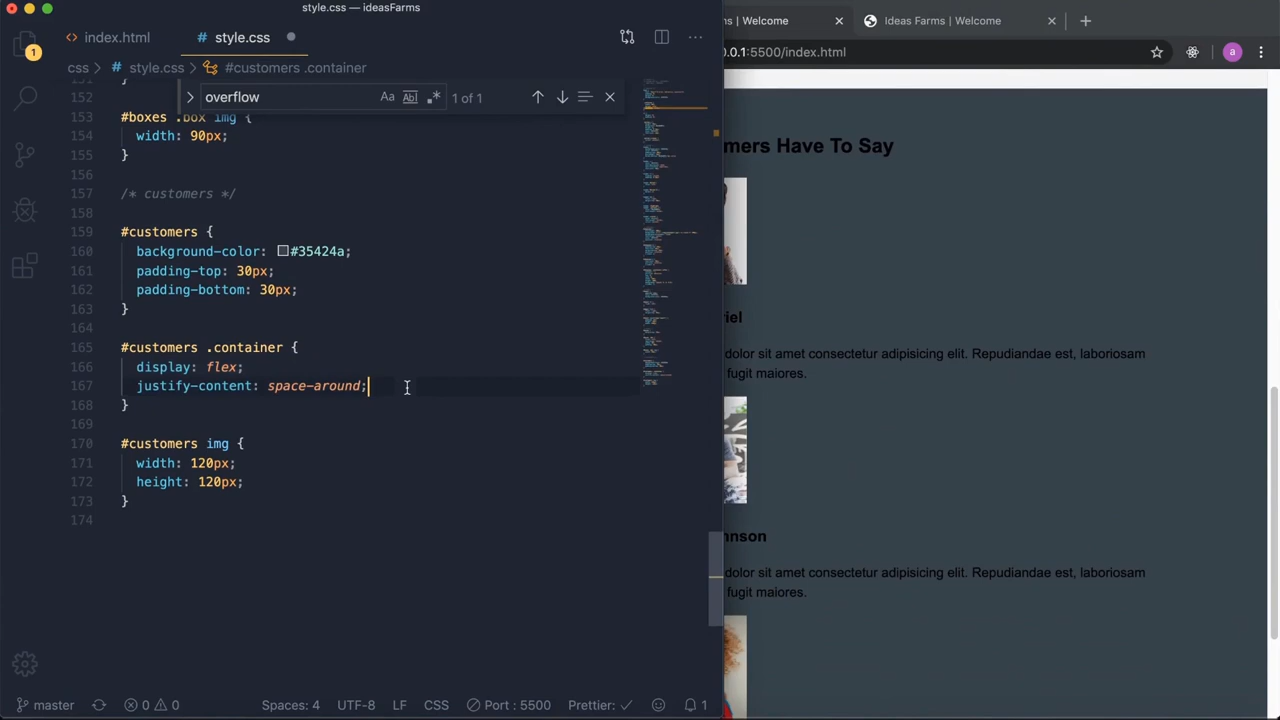 style.css — ideasFarms
index.html
style.css
css > style.css > #customers .container
overflow
Aa
Abl
1 of 1
152
153 #boxes .box img {
154 width: 90px;
155 }
156
157 /* customers */
158
159 #customers {
160 background-color: #35424a;
161 padding-top: 30px;
162 padding-bottom: 30px;
163 }
164
165 #customers .container {
166 display: flex;
167 justify-content: space-around;
168 }
169
170 #customers img {
171 width: 120px;
172 height: 120px;
173 }
174
1
master
0
0
Spaces: 4
UTF-8
LF
CSS
Port : 5500
Prettier: ✓
1
ms | Welcome
Ideas Farms | Welcome
0.1:5500/index.html
a
mers Have To Say
riel
dolor sit amet consectetur adipisicing elit. Repudiandae est, laboriosam
fugit maiores.
hnson
dolor sit amet consectetur adipisicing elit. Repudiandae est, laboriosam
fugit maiores.